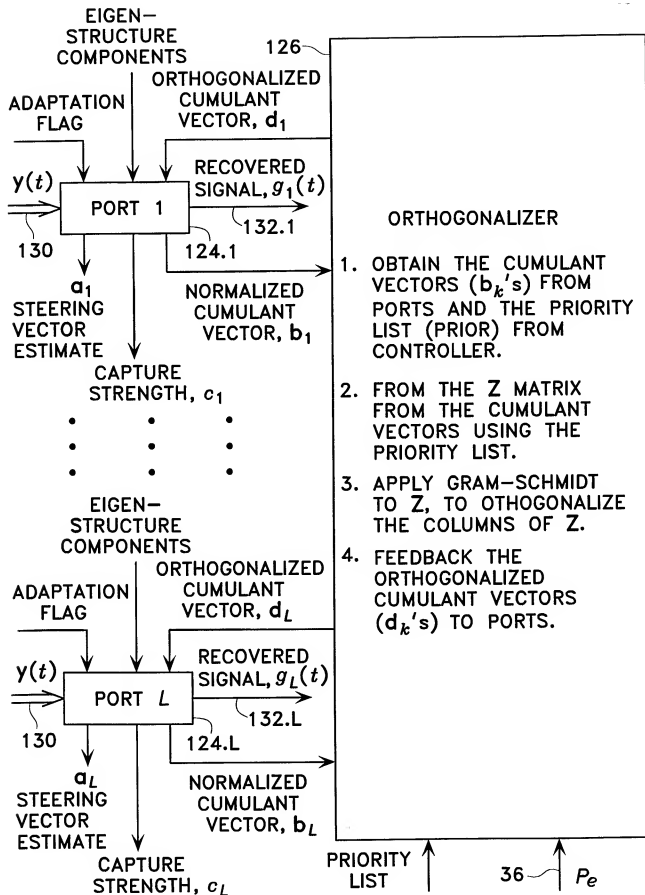 EIGEN-
STRUCTURE
COMPONENTS
126
ADAPTATION
FLAG
ORTHOGONALIZED
CUMULANT
VECTOR, d1
y(t)
130
PORT 1
RECOVERED
SIGNAL, g1(t)
132.1
124.1
a1
STEERING
VECTOR
ESTIMATE
NORMALIZED
CUMULANT
VECTOR, b1
CAPTURE
STRENGTH, c1
EIGEN-
STRUCTURE
COMPONENTS
ADAPTATION
FLAG
ORTHOGONALIZED
CUMULANT
VECTOR, dL
y(t)
130
PORT L
RECOVERED
SIGNAL, gL(t)
132.L
124.L
aL
STEERING
VECTOR
ESTIMATE
NORMALIZED
CUMULANT
VECTOR, bL
CAPTURE
STRENGTH, cL
ORTHOGONALIZER
1. OBTAIN THE CUMULANT
VECTORS (bk's) FROM
PORTS AND THE PRIORITY
LIST (PRIOR) FROM
CONTROLLER.
2. FROM THE Z MATRIX
FROM THE CUMULANT
VECTORS USING THE
PRIORITY LIST.
3. APPLY GRAM-SCHMIDT
TO Z, TO OTHOGONALIZE
THE COLUMNS OF Z.
4. FEEDBACK THE
ORTHOGONALIZED
CUMULANT VECTORS
(dk's) TO PORTS.
PRIORITY
LIST
36
Pe